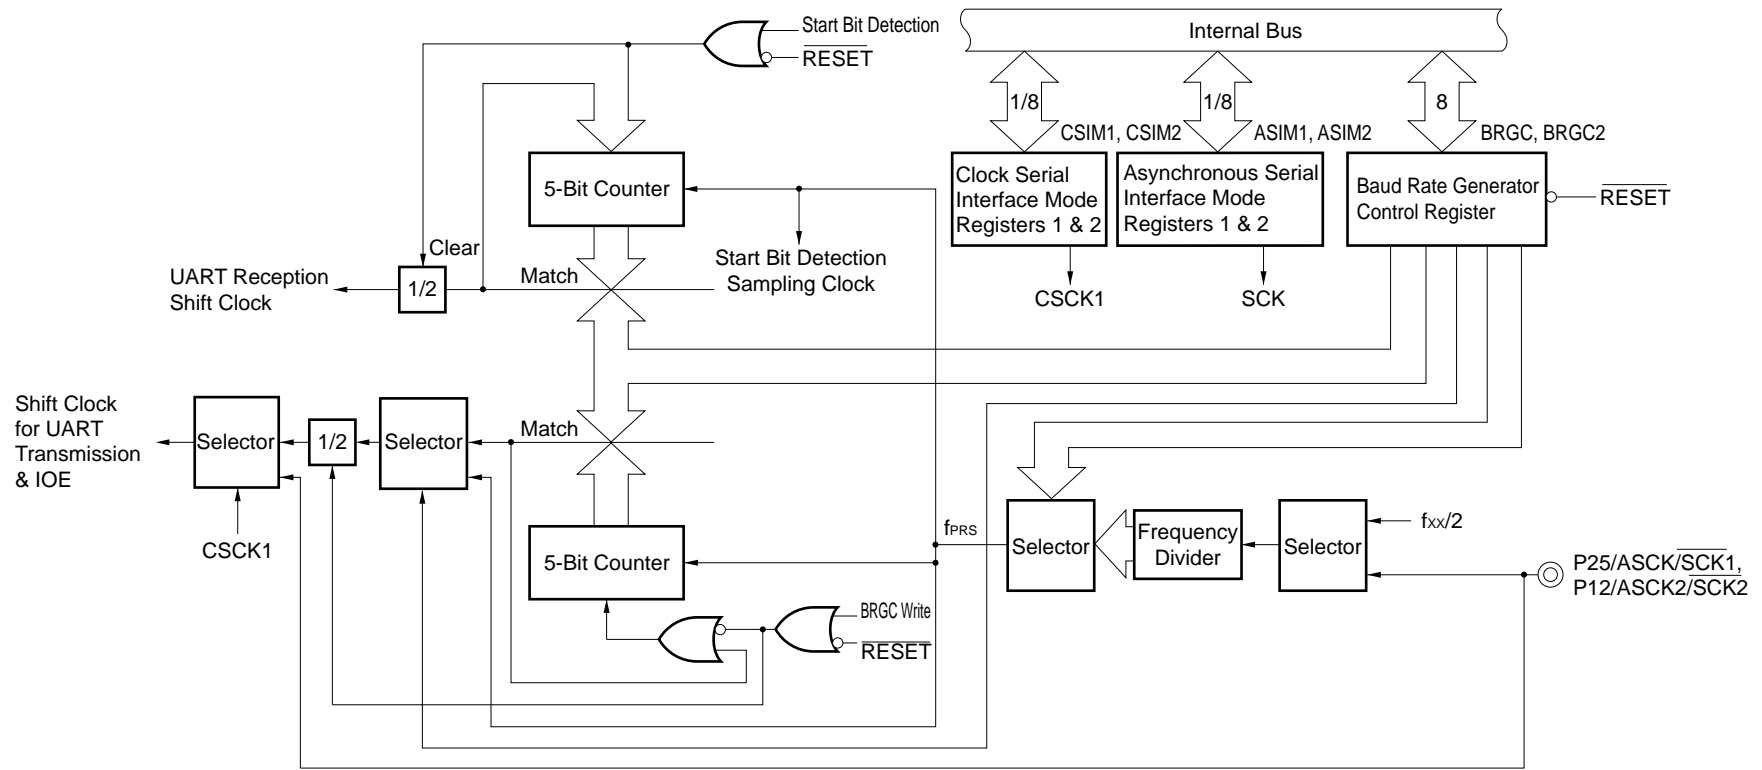 Start Bit Detection
RESET
Internal Bus
1/8
1/8
8
CSIM1, CSIM2
ASIM1, ASIM2
BRGC, BRGC2
5-Bit Counter
Clock Serial
Interface Mode
Registers 1 & 2
Asynchronous Serial
Interface Mode
Registers 1 & 2
Baud Rate Generator
Control Register
RESET
Clear
UART Reception
Shift Clock
1/2
Match
Start Bit Detection
Sampling Clock
CSCK1
SCK
Shift Clock
for UART
Transmission
& IOE
Selector
1/2
Selector
Match
CSCK1
5-Bit Counter
fPRS
Selector
Frequency
Divider
Selector
fXX/2
P25/ASCK/SCK1,
P12/ASCK2/SCK2
BRGC Write
RESET